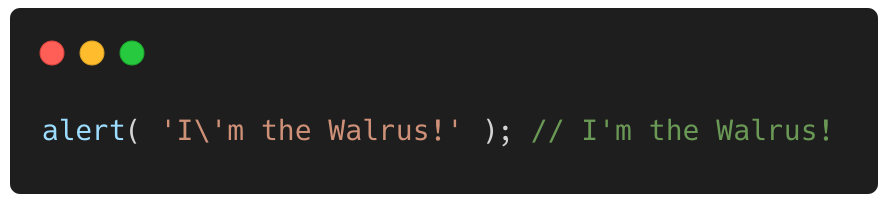 alert( 'I\'m the Walrus!' ); // I'm the Walrus!